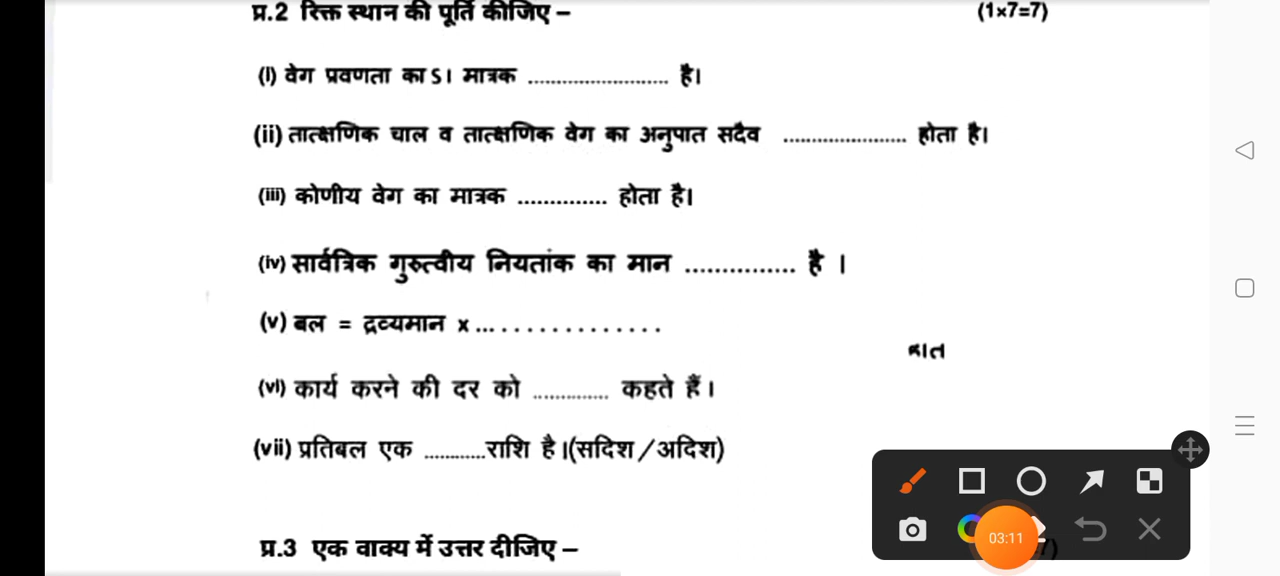 प्र.2 रिक्त स्थान की पूर्ति कीजिए – (1×7=7)
(i) वेग प्रवणता का S I मात्रक ......................... है।
(ii) तात्क्षणिक चाल व तात्क्षणिक वेग का अनुपात सदैव ...................... होता है।
(iii) कोणीय वेग का मात्रक .............. होता है।
(iv) सार्वत्रिक गुरुत्वीय नियतांक का मान ............... है ।
(v) बल = द्रव्यमान x ... . . . . . . . . . . . . .
(vi) कार्य करने की दर को ............. कहते हैं ।
(vii) प्रतिबल एक ............राशि है ।(सदिश /अदिश)
03:11
प्र.3 एक वाक्य में उत्तर दीजिए – 7)